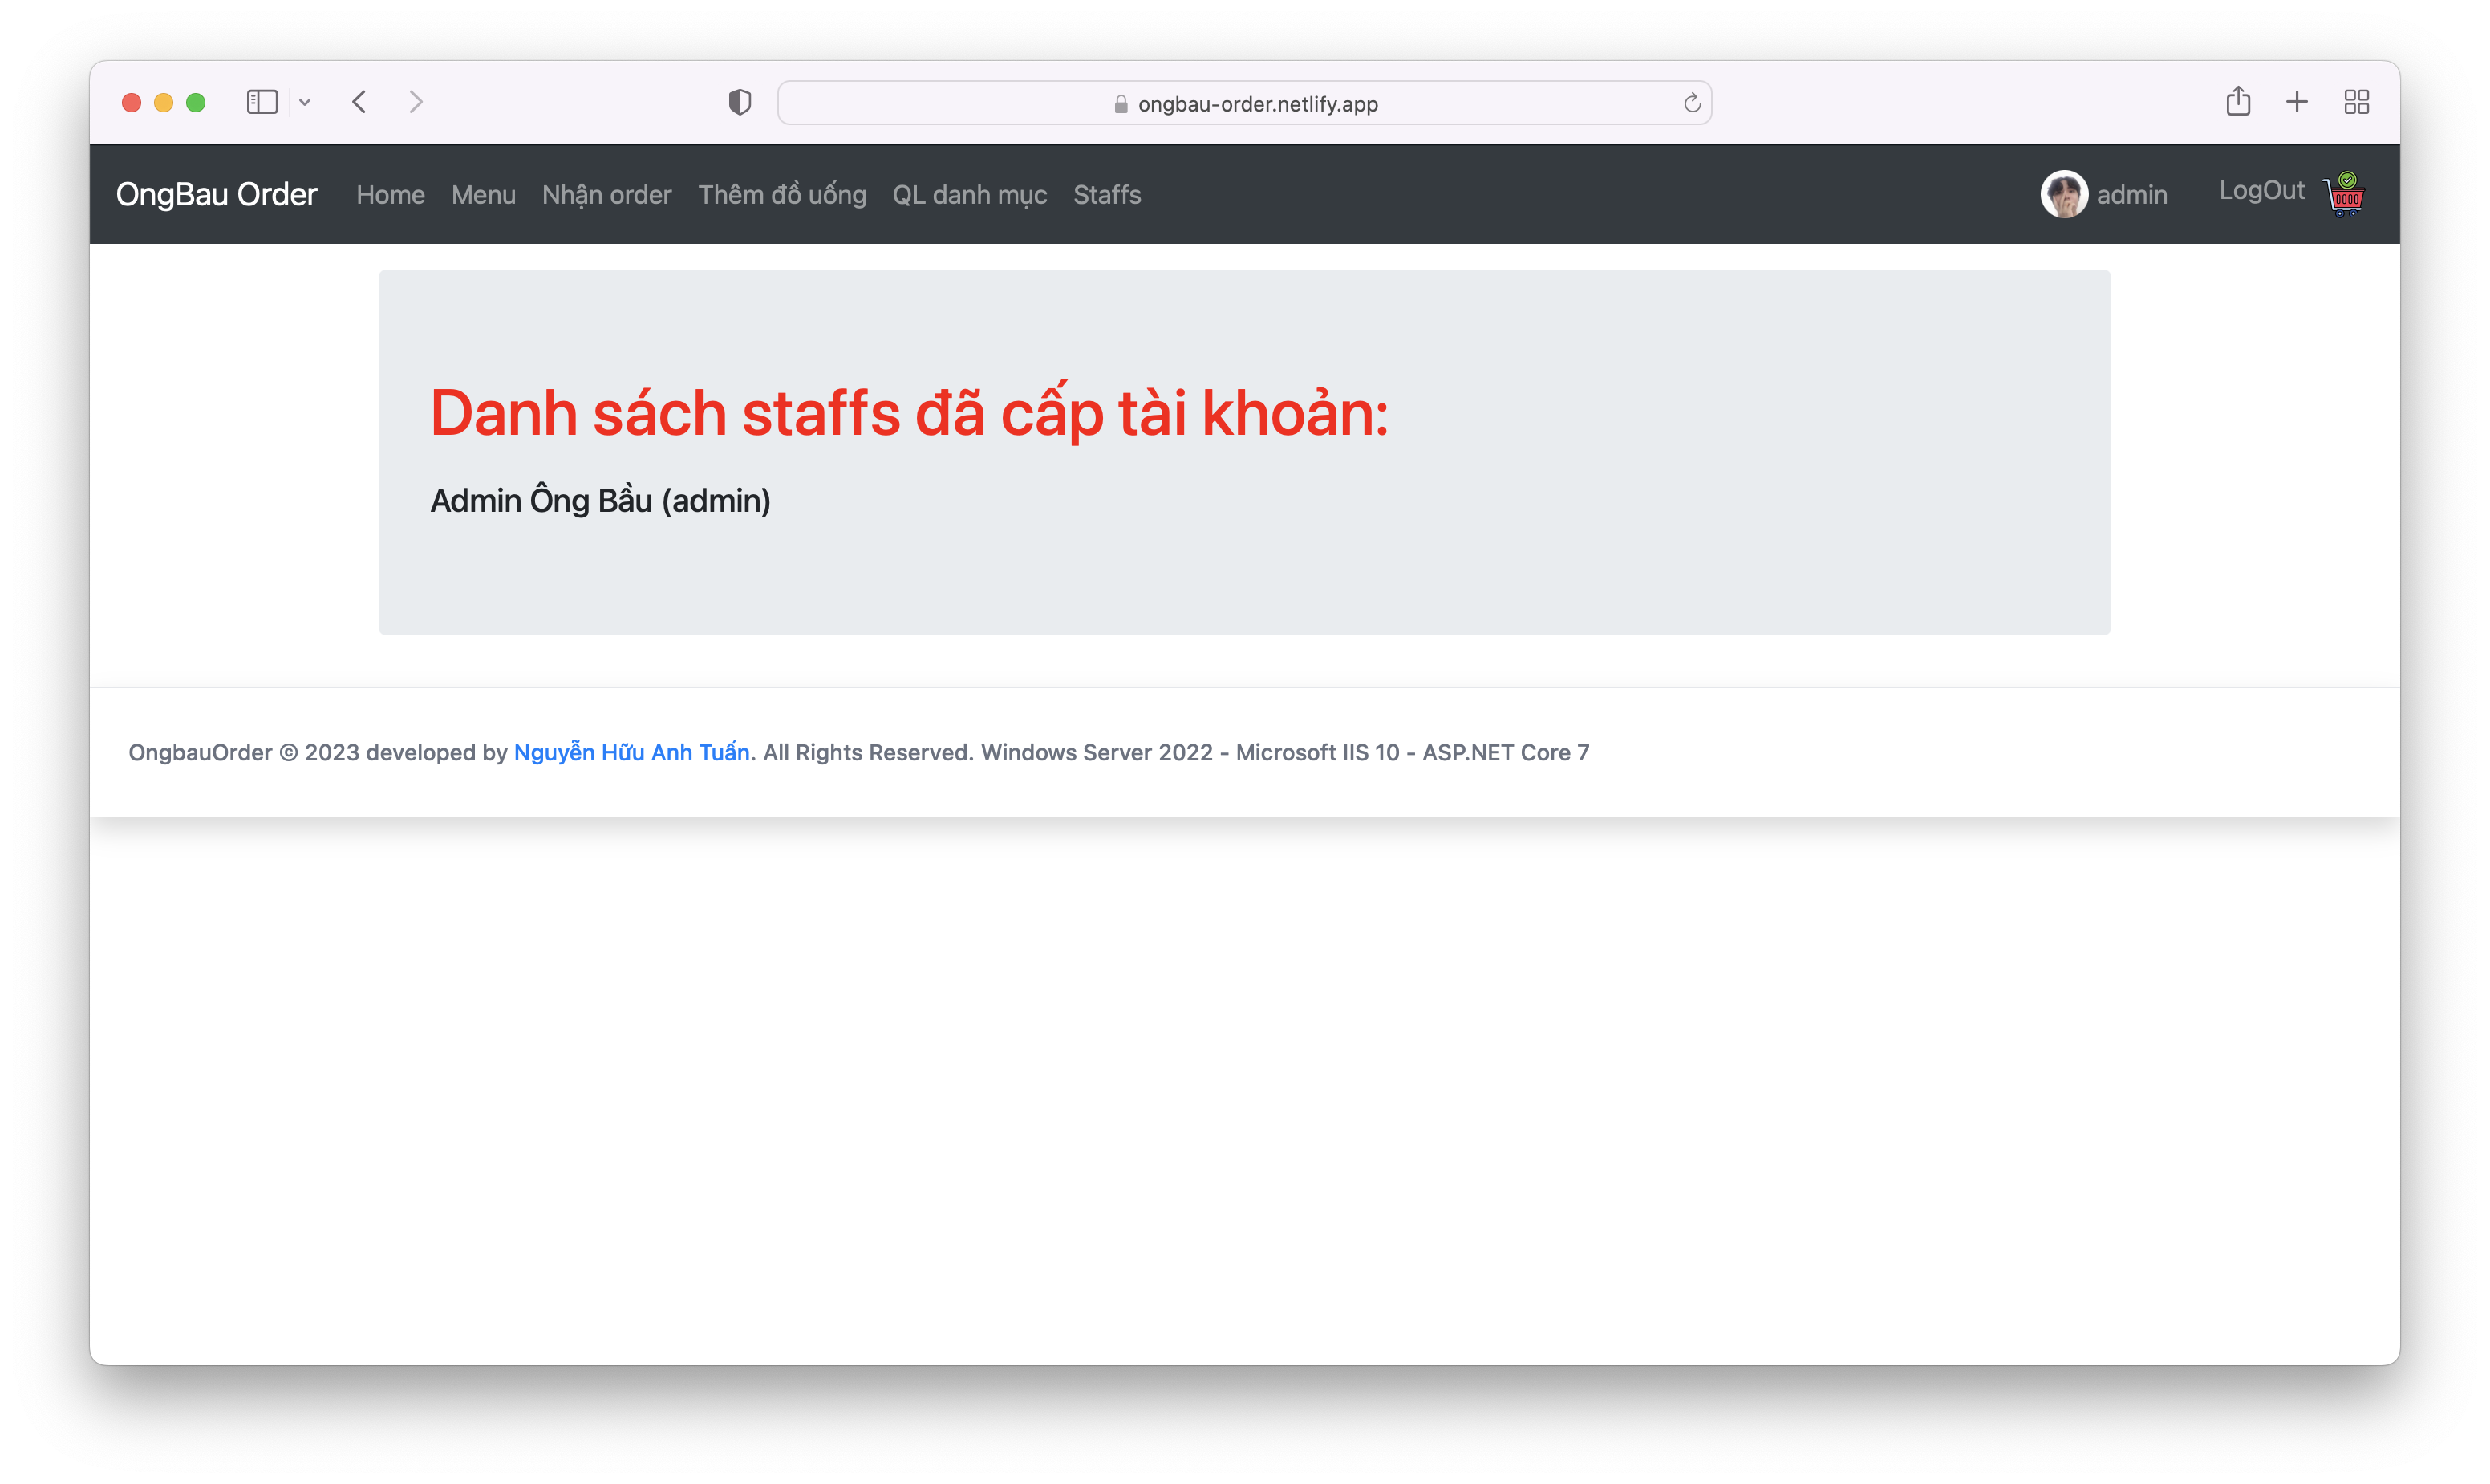 ongbau-order.netlify.app
OngBau Order Home Menu Nhận order Thêm đồ uống QL danh mục Staffs admin LogOut
Danh sách staffs đã cấp tài khoản:
Admin Ông Bầu (admin)
OngbauOrder © 2023 developed by Nguyễn Hữu Anh Tuấn. All Rights Reserved. Windows Server 2022 - Microsoft IIS 10 - ASP.NET Core 7